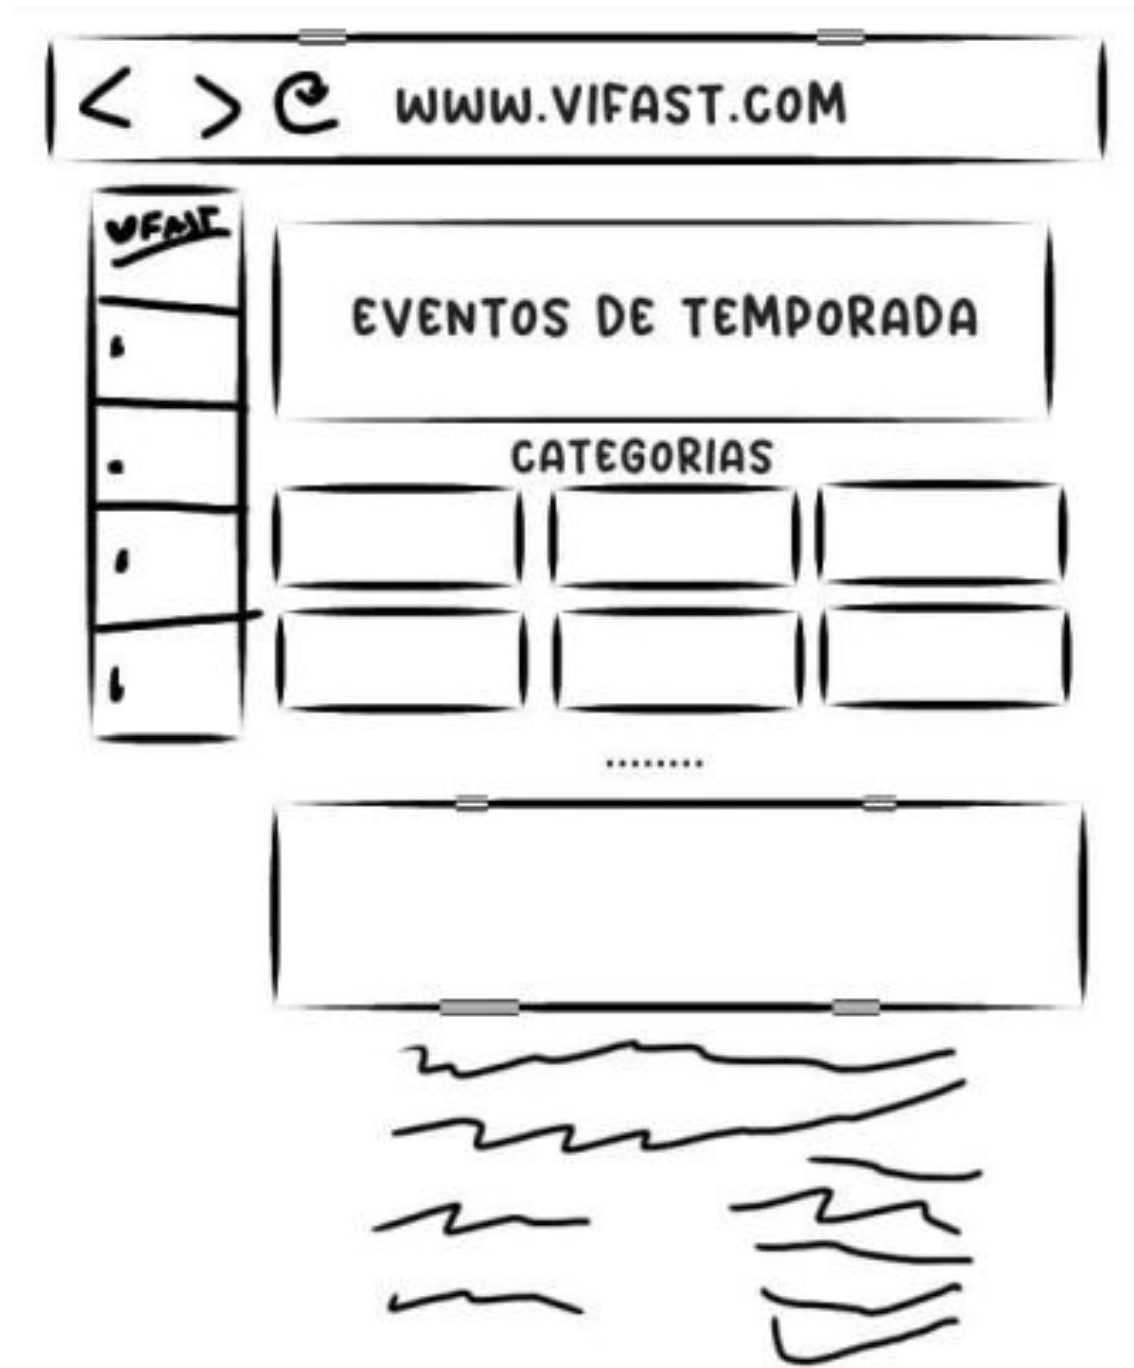 WWW.VIFAST.COM
VFAST
EVENTOS DE TEMPORADA
CATEGORIAS
........